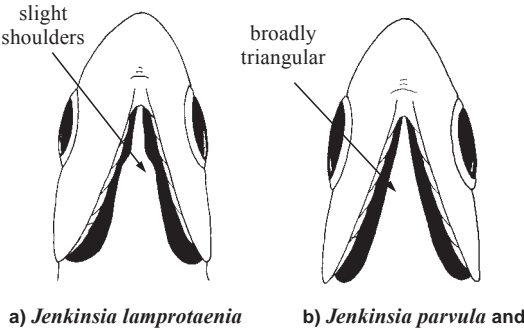 slight
shoulders
broadly
triangular
a) Jenkinsia lamprotaenia
b) Jenkinsia parvula and